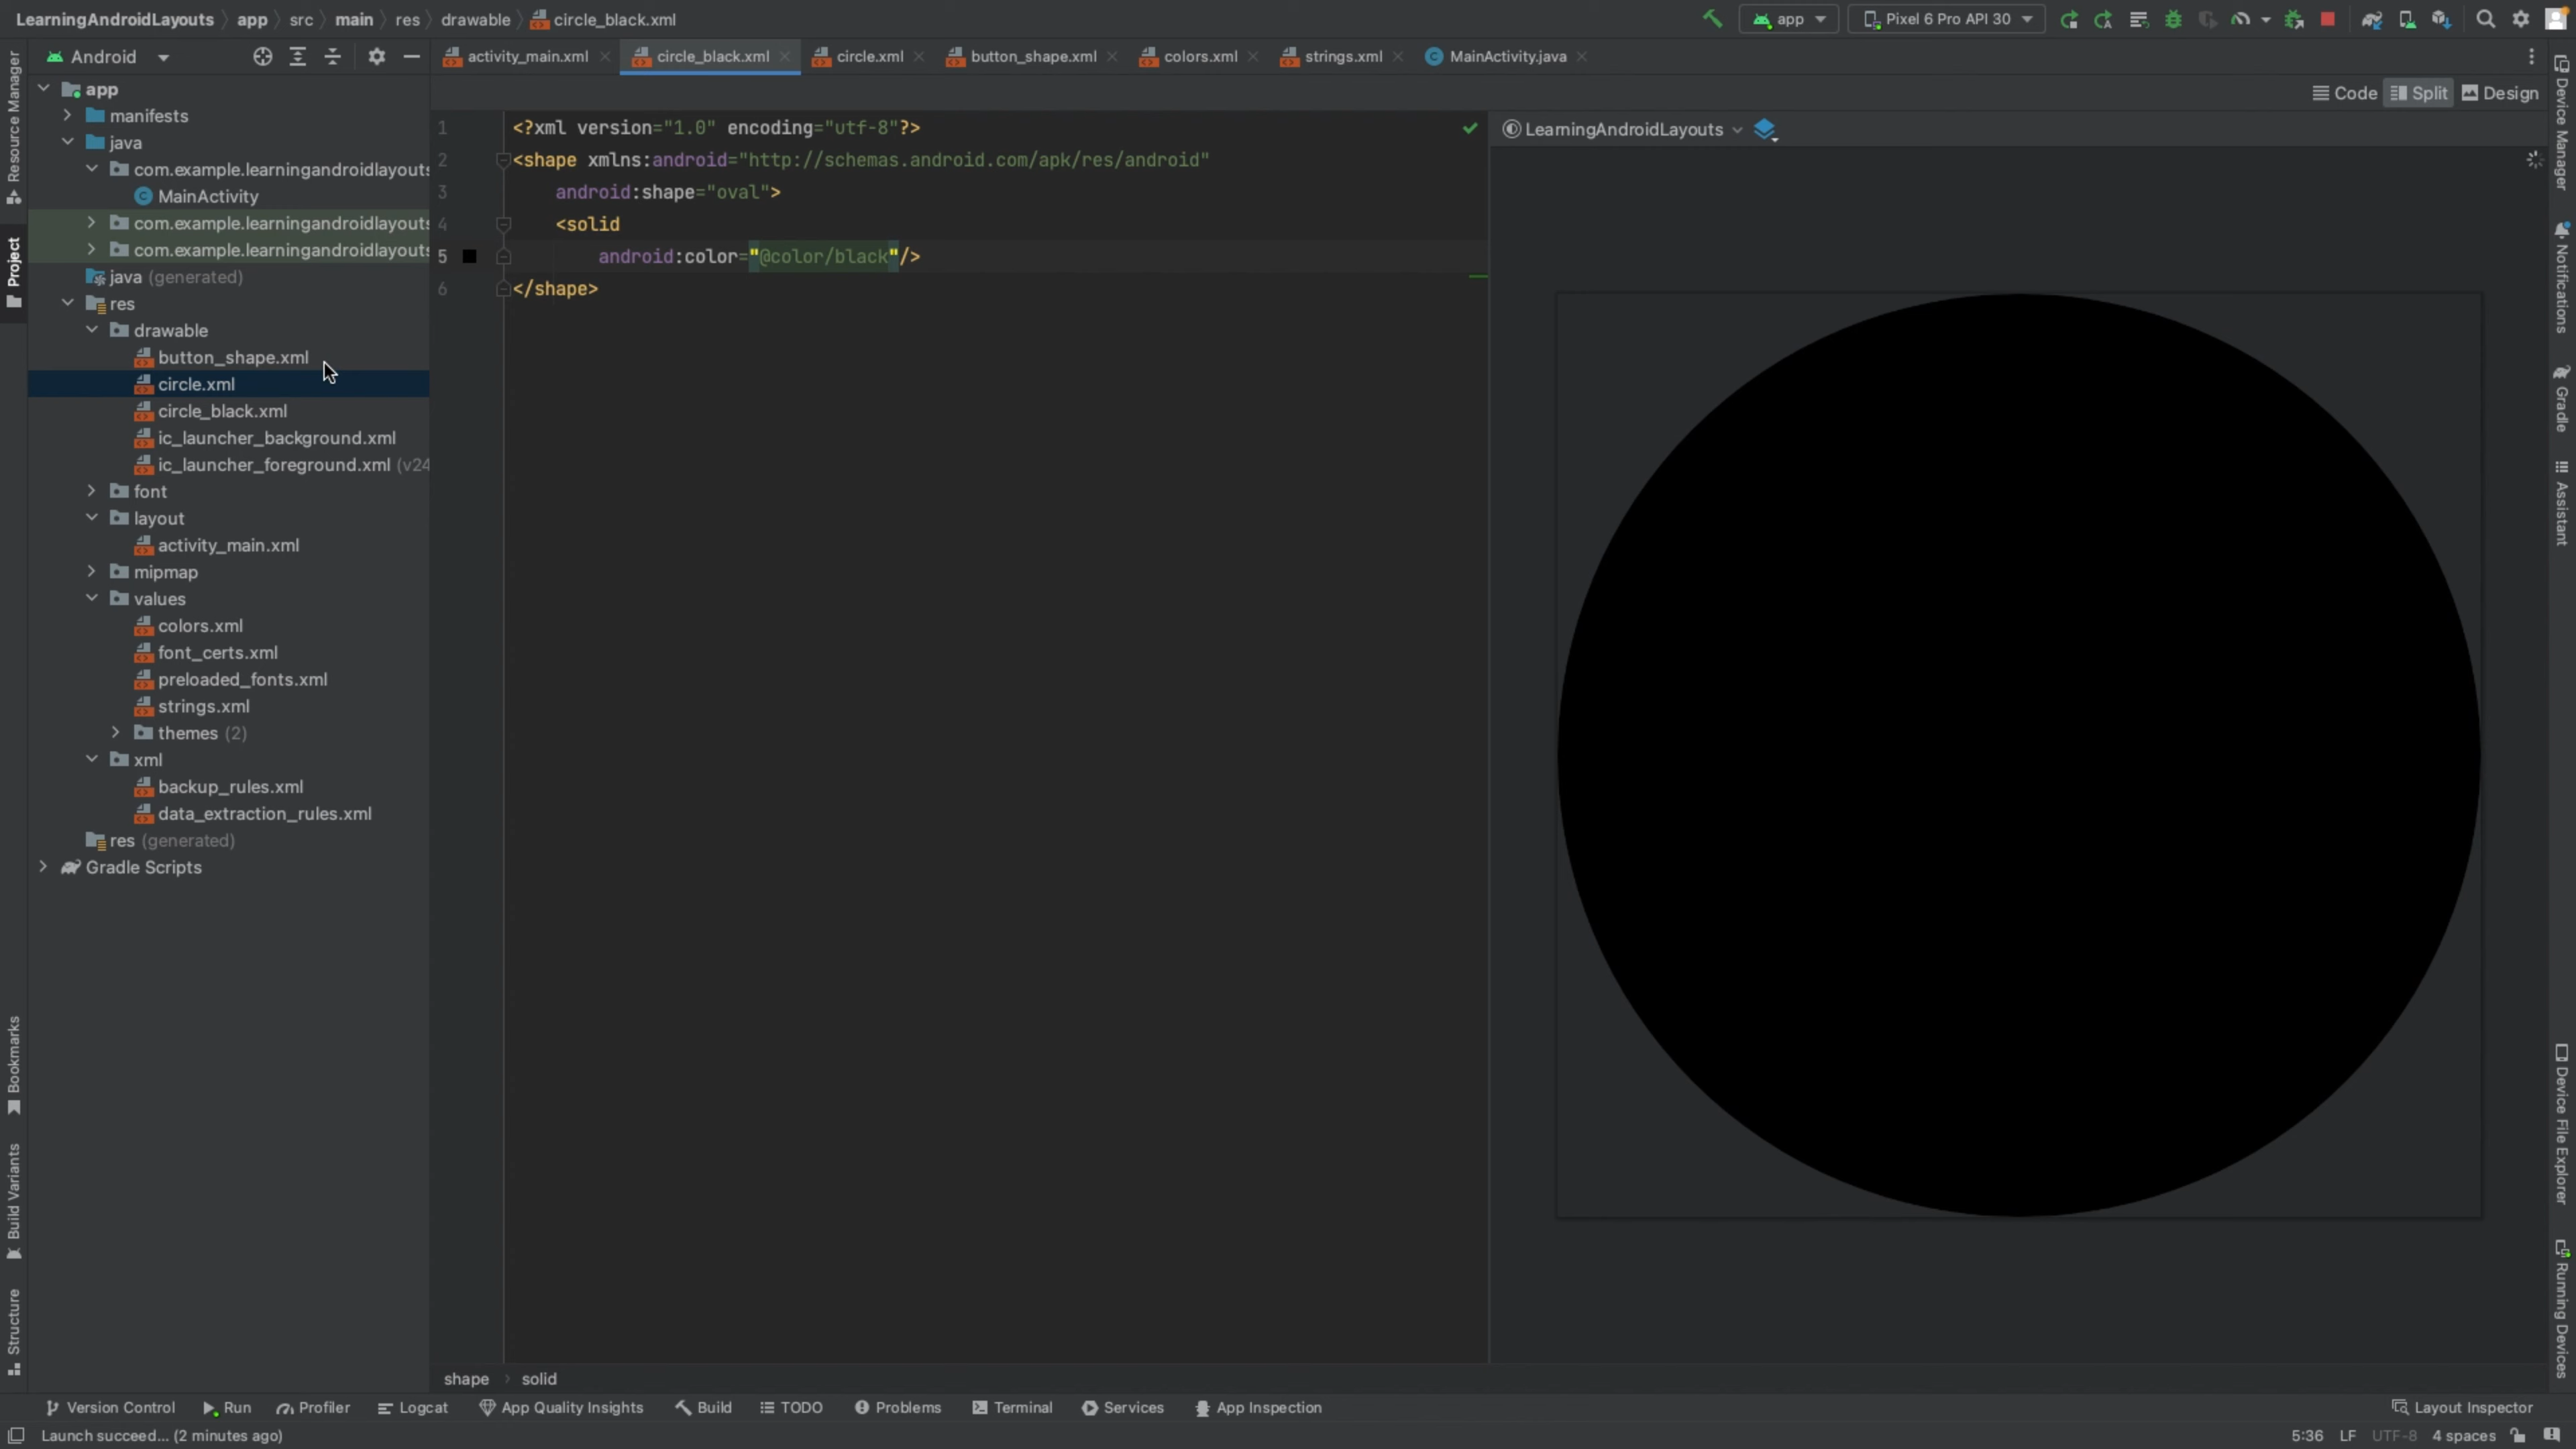 LearningAndroidLayouts app src main res drawable circle_black.xml
app Pixel 6 Pro API 30
Android
activity_main.xml circle_black.xml circle.xml button_shape.xml colors.xml strings.xml MainActivity.java
Code Split Design
Resource Manager
Project
Bookmarks
Build Variants
Structure
app
manifests
java
com.example.learningandroidlayouts
MainActivity
com.example.learningandroidlayouts
com.example.learningandroidlayouts
java (generated)
res
drawable
button_shape.xml
circle.xml
circle_black.xml
ic_launcher_background.xml
ic_launcher_foreground.xml (v24
font
layout
activity_main.xml
mipmap
values
colors.xml
font_certs.xml
preloaded_fonts.xml
strings.xml
themes (2)
xml
backup_rules.xml
data_extraction_rules.xml
res (generated)
Gradle Scripts
1 <?xml version="1.0" encoding="utf-8"?>
2 <shape xmlns:android="http://schemas.android.com/apk/res/android"
3 android:shape="oval">
4 <solid
5 android:color="@color/black"/>
6 </shape>
LearningAndroidLayouts
Device Manager
Notifications
Gradle
Assistant
Device File Explorer
Running Devices
shape solid
Version Control Run Profiler Logcat App Quality Insights Build TODO Problems Terminal Services App Inspection Layout Inspector
Launch succeed... (2 minutes ago) 5:36 LF UTF-8 4 spaces